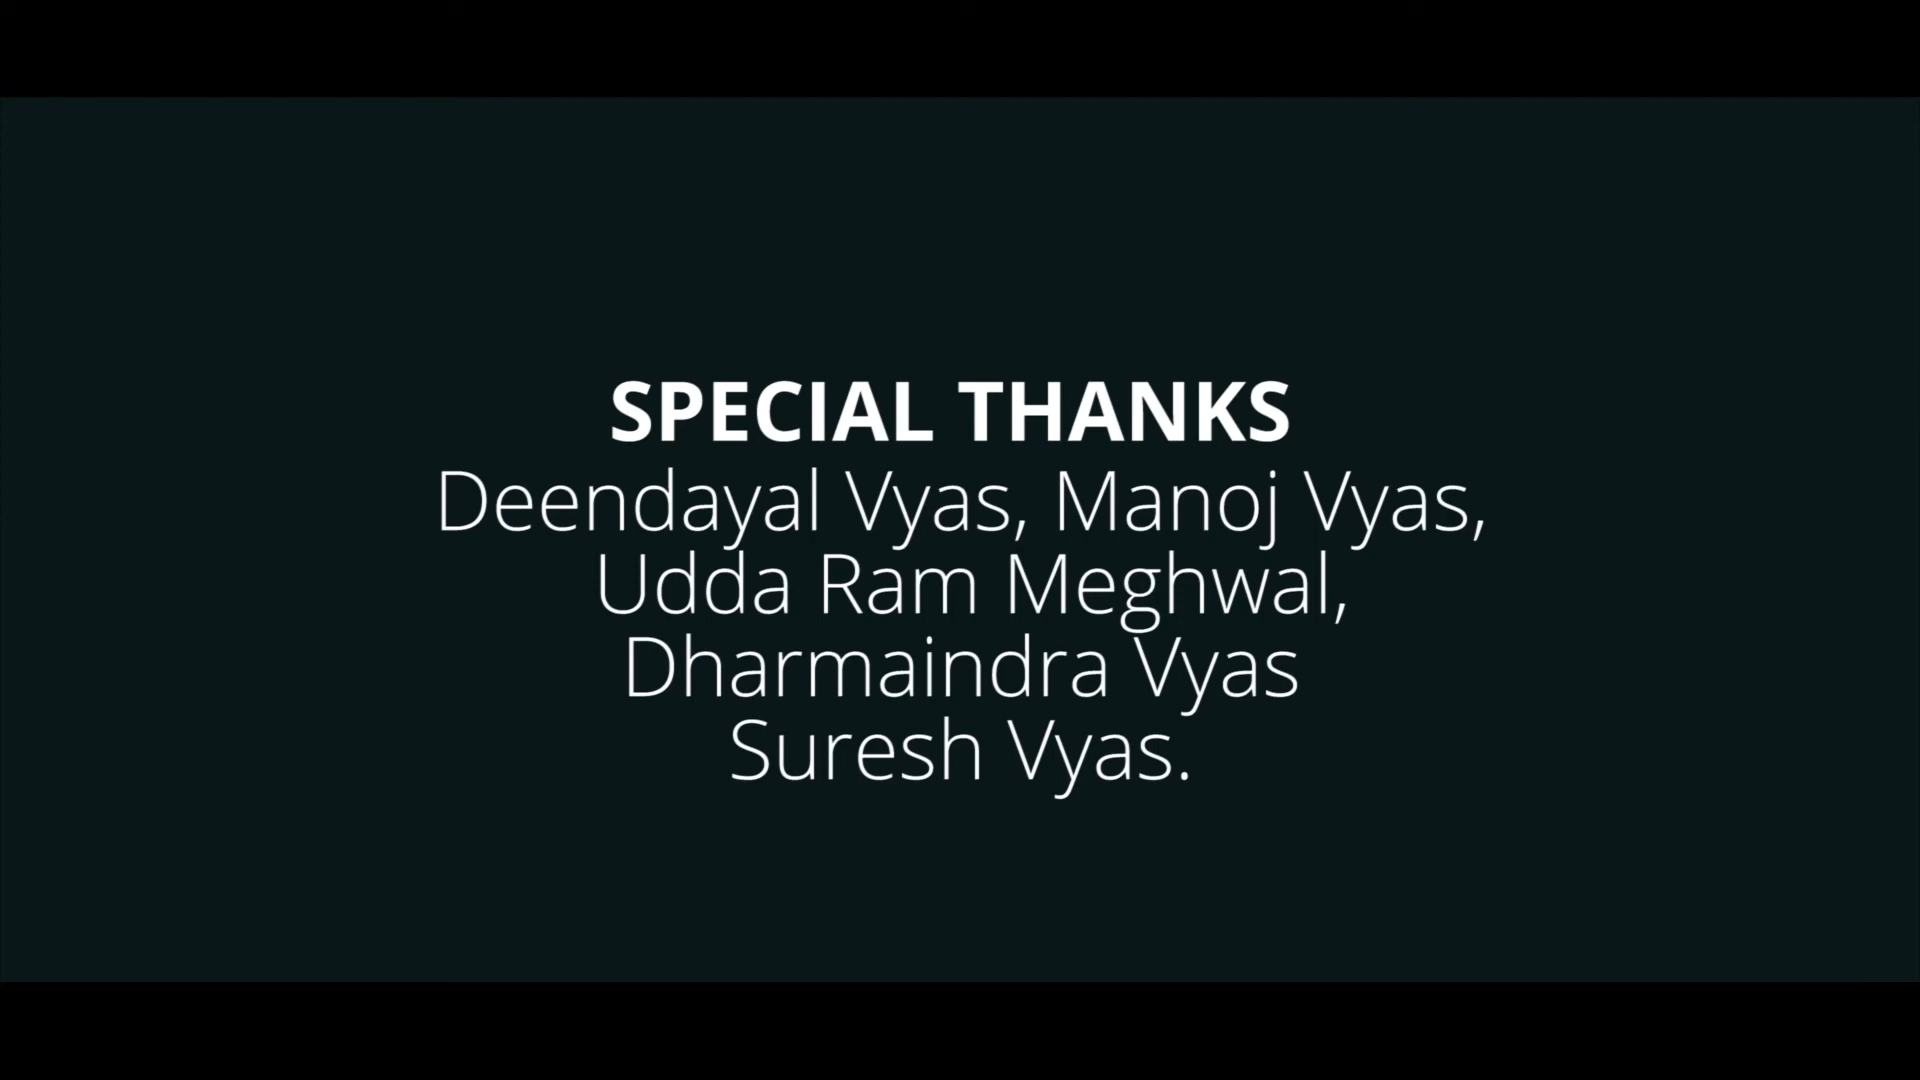 SPECIAL THANKS
Deendayal Vyas, Manoj Vyas,
Udda Ram Meghwal,
Dharmaindra Vyas
Suresh Vyas.